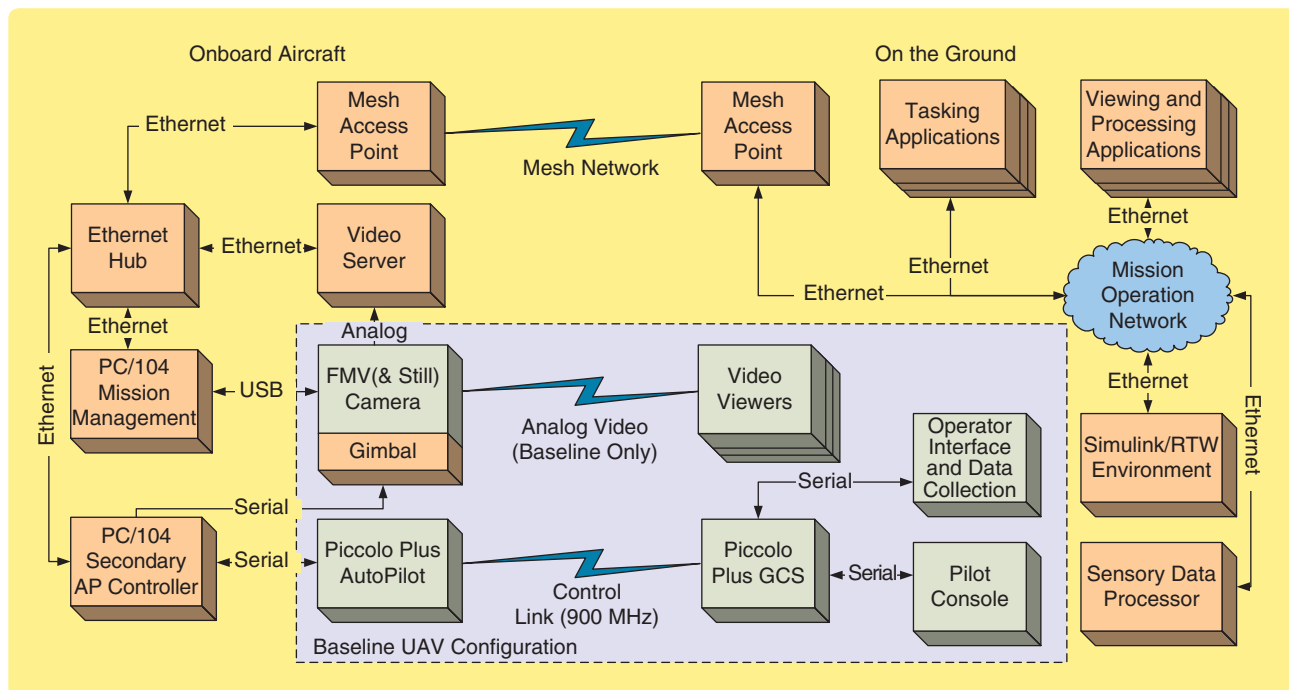 Onboard Aircraft
On the Ground
Mesh
Access
Point
Ethernet
Mesh Network
Mesh
Access
Point
Tasking
Applications
Viewing and
Processing
Applications
Ethernet
Hub
Ethernet
Video
Server
Ethernet
Ethernet
Ethernet
Mission
Operation
Network
Ethernet
Analog
PC/104
Mission
Management
USB
FMV(& Still)
Camera
Gimbal
Analog Video
(Baseline Only)
Video
Viewers
Ethernet
Operator
Interface
and Data
Collection
Simulink/RTW
Environment
Ethernet
Ethernet
Serial
Serial
PC/104
Secondary
AP Controller
Serial
Piccolo Plus
AutoPilot
Control
Link (900 MHz)
Piccolo
Plus GCS
Serial
Pilot
Console
Sensory Data
Processor
Baseline UAV Configuration